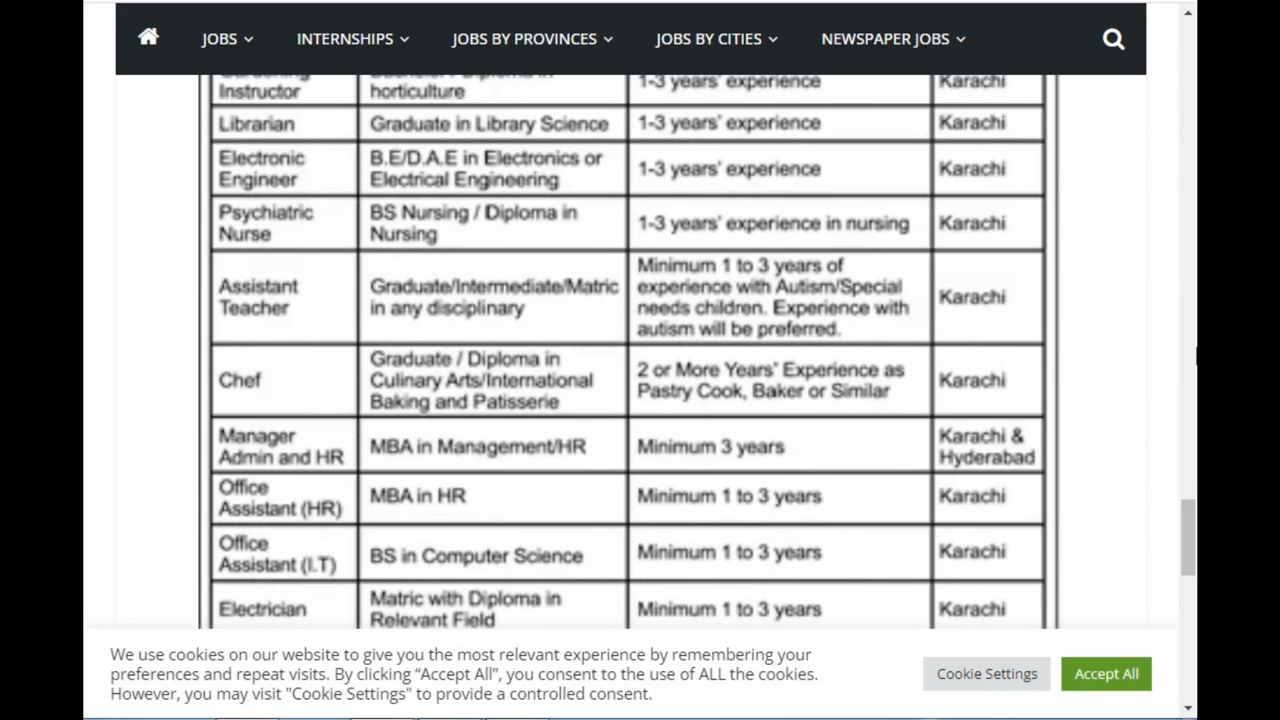 JOBS INTERNSHIPS JOBS BY PROVINCES JOBS BY CITIES NEWSPAPER JOBS
Gardening Bachelor / Diploma in 1-3 years' experience Karachi
Instructor horticulture
Librarian Graduate in Library Science 1-3 years' experience Karachi
Electronic B.E/D.A.E in Electronics or 1-3 years' experience Karachi
Engineer Electrical Engineering
Psychiatric BS Nursing / Diploma in 1-3 years' experience in nursing Karachi
Nurse Nursing
Minimum 1 to 3 years of
Assistant Graduate/Intermediate/Matric experience with Autism/Special Karachi
Teacher in any disciplinary needs children. Experience with
autism will be preferred.
Graduate / Diploma in
Chef Culinary Arts/International 2 or More Years' Experience as Karachi
Baking and Patisserie Pastry Cook, Baker or Similar
Manager MBA in Management/HR Minimum 3 years Karachi &
Admin and HR Hyderabad
Office MBA in HR Minimum 1 to 3 years Karachi
Assistant (HR)
Office BS in Computer Science Minimum 1 to 3 years Karachi
Assistant (I.T)
Electrician Matric with Diploma in Minimum 1 to 3 years Karachi
Relevant Field
We use cookies on our website to give you the most relevant experience by remembering your
preferences and repeat visits. By clicking “Accept All”, you consent to the use of ALL the cookies.
However, you may visit "Cookie Settings" to provide a controlled consent.
Cookie Settings Accept All